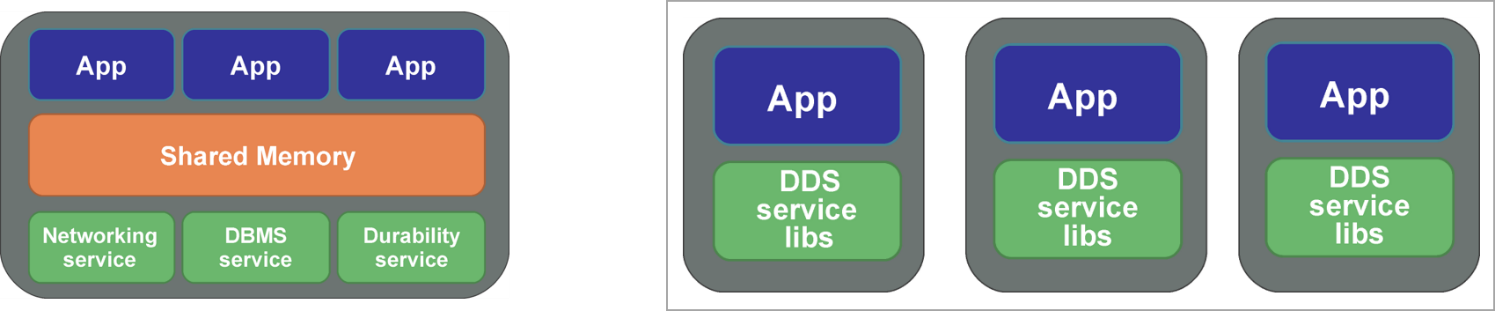 App
App
App
Shared Memory
Networking
service
DBMS
service
Durability
service
App
DDS
service
libs
App
DDS
service
libs
App
DDS
service
libs